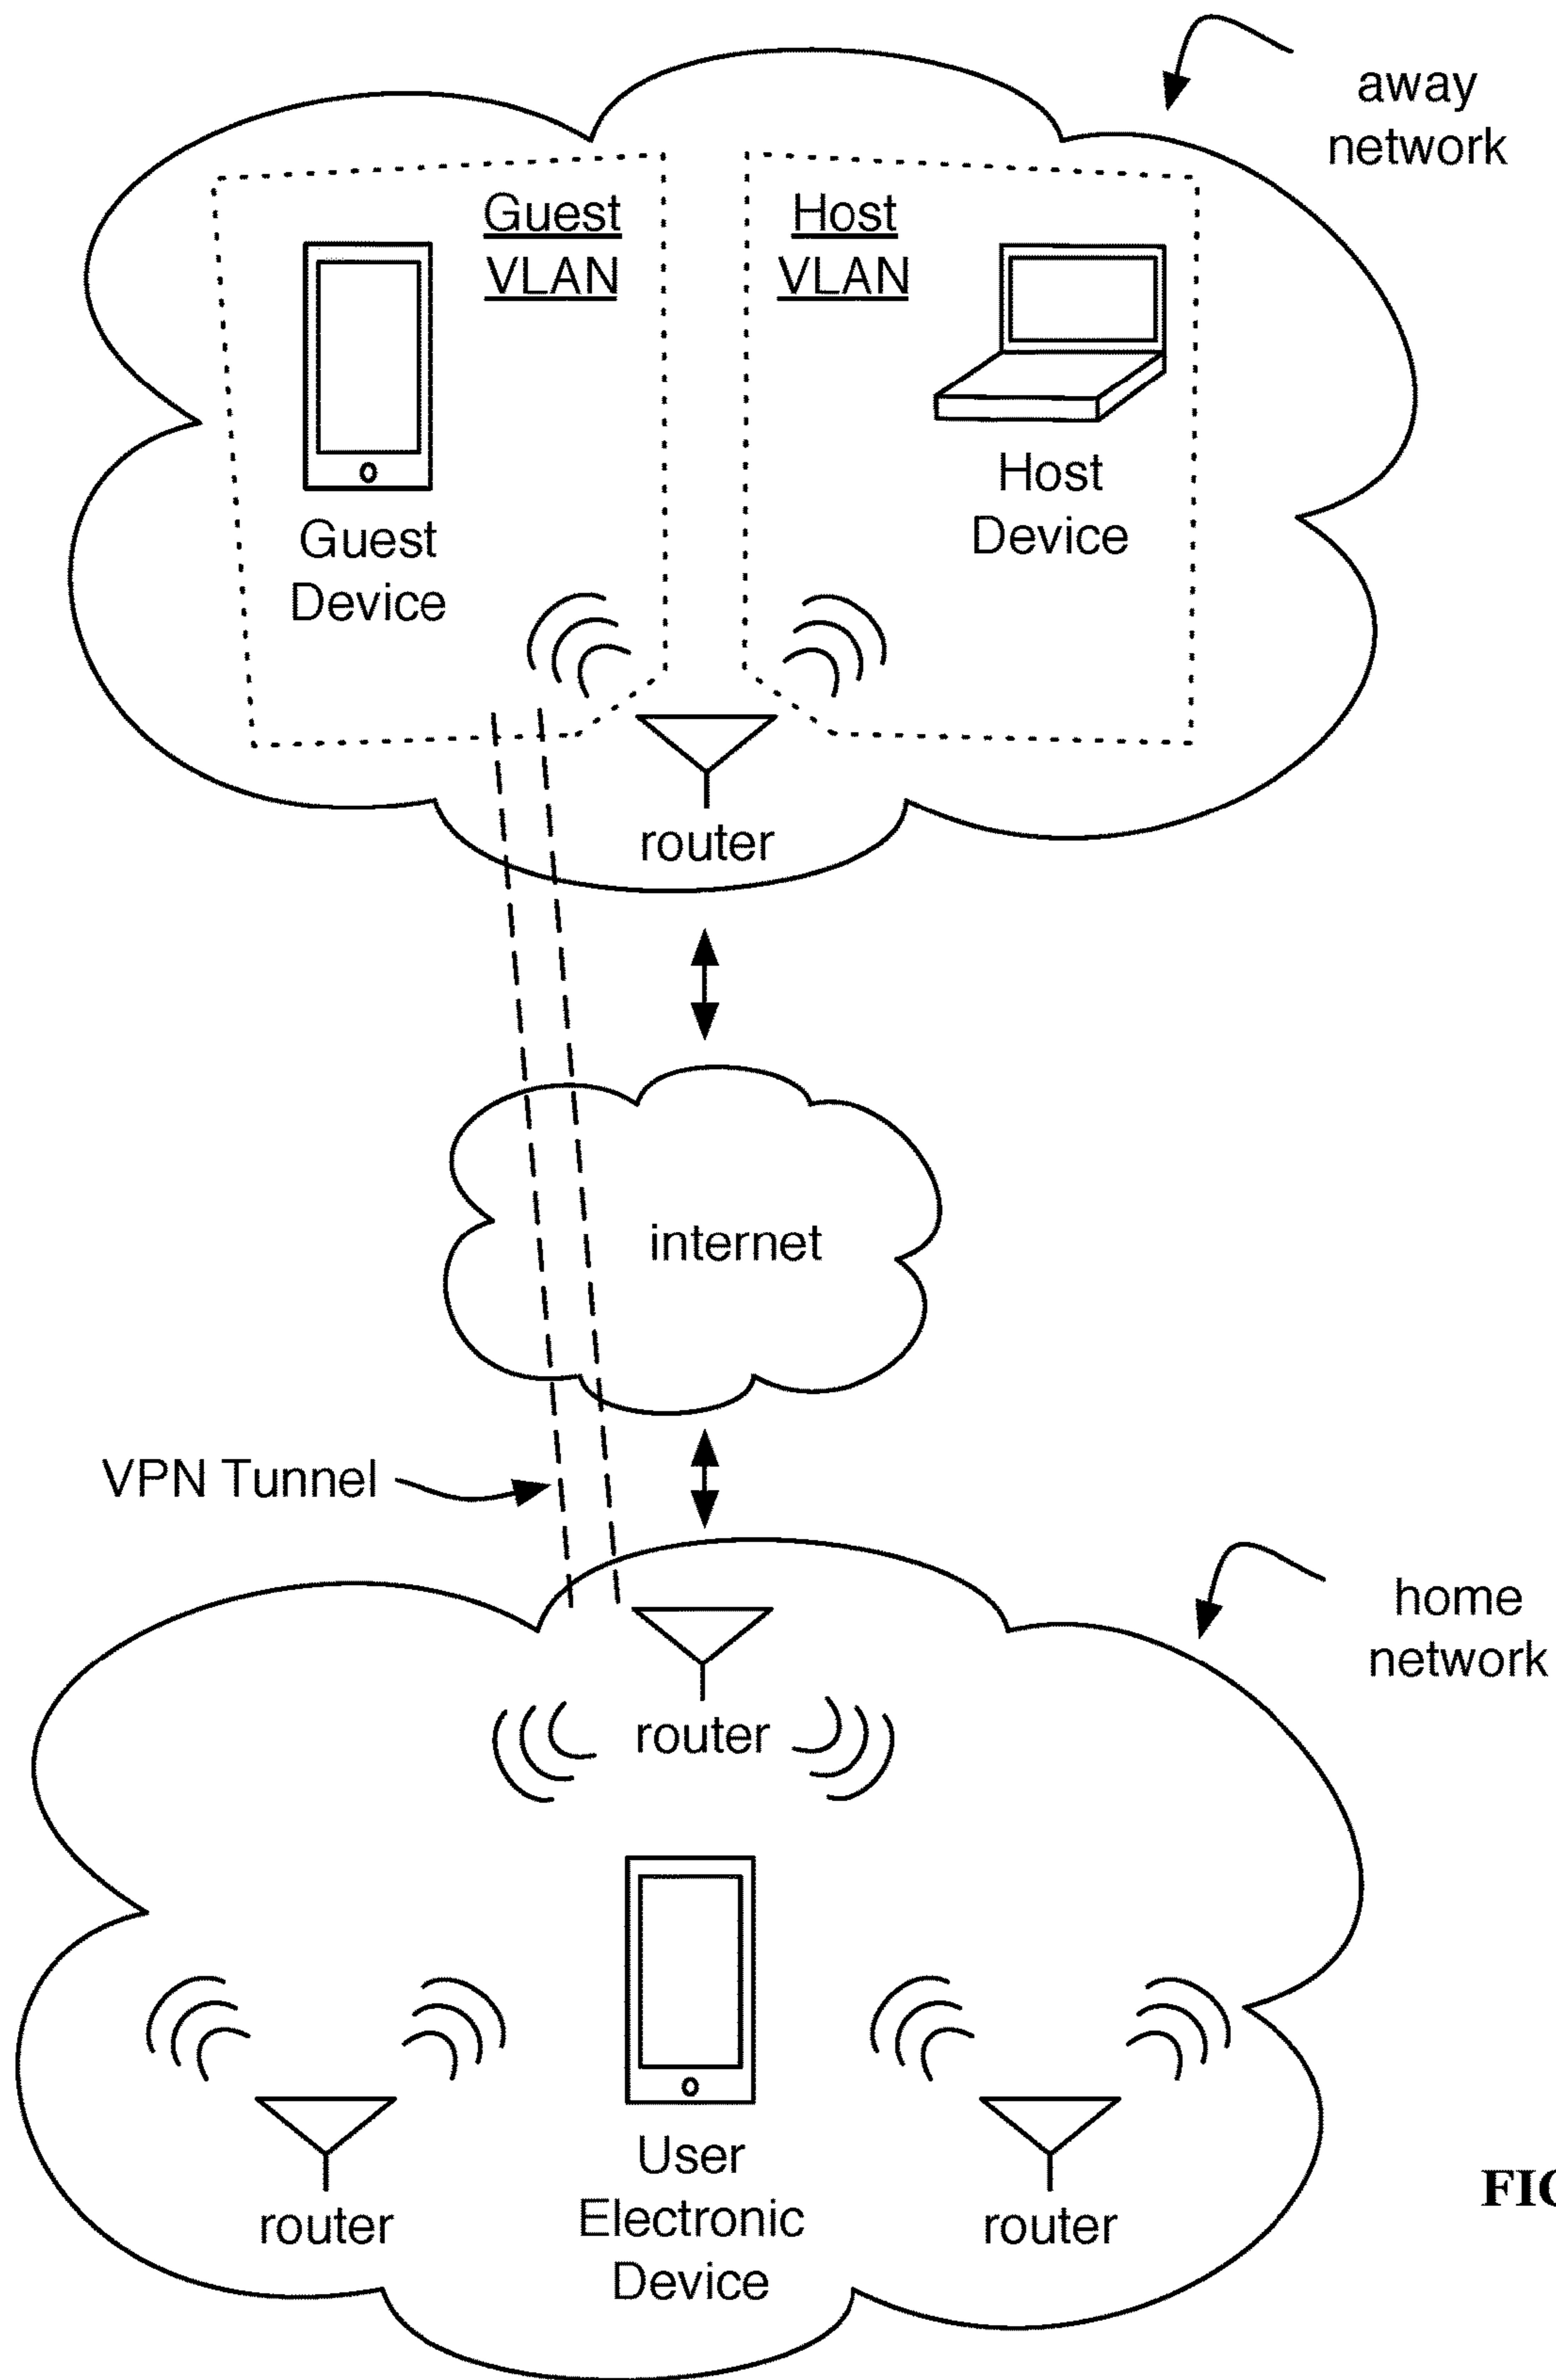 away
network
Guest
VLAN
Host
VLAN
Guest
Device
Host
Device
router
internet
VPN Tunnel
home
network
router
router
User
Electronic
Device
router